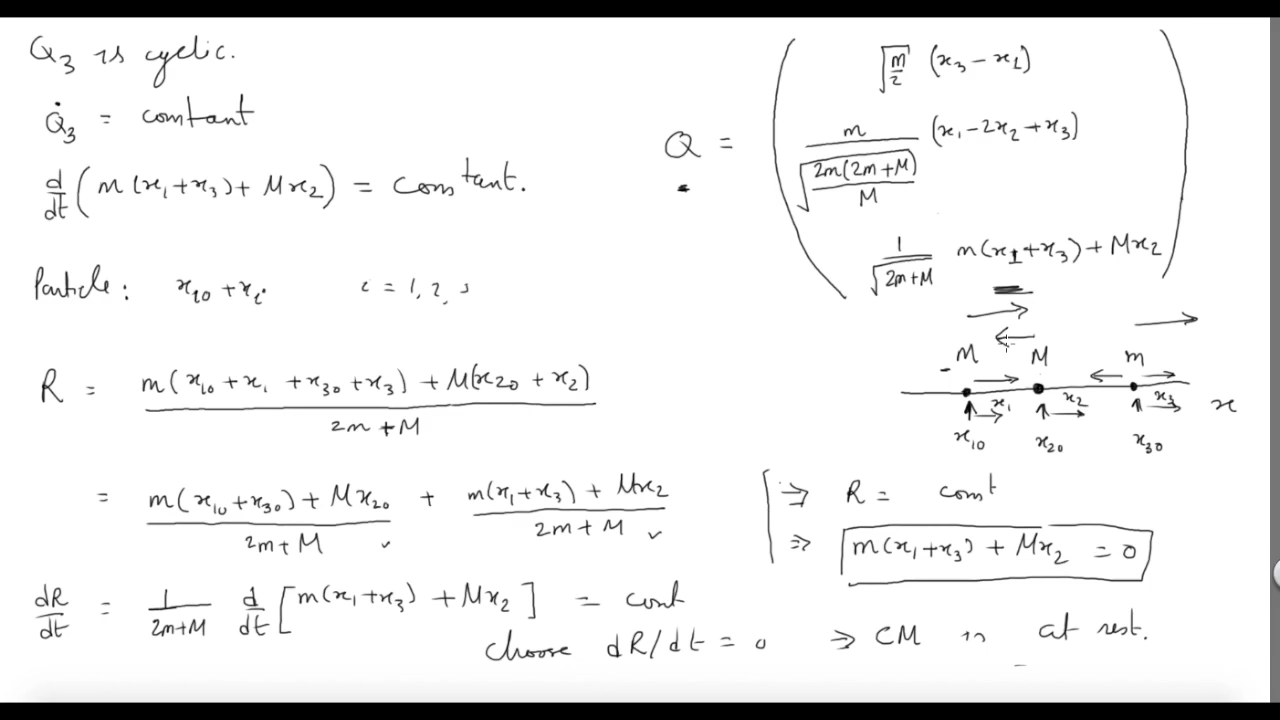 Q₃ is cyclic.
Q̇₃ = constant
d/dt (m(x₁+x₃)+Mx₂) = constant.
Particle: x₁₀ + xᵢ i = 1, 2, 3
R = (m(x₁₀+x₁+x₃₀+x₃) + M(x₂₀+x₂)) / (2m+M)
= (m(x₁₀+x₃₀)+Mx₂₀) / (2m+M) + (m(x₁+x₃)+Mx₂) / (2m+M)
dR/dt = 1/(2m+M) d/dt [m(x₁+x₃)+Mx₂] = cont
choose dR/dt = 0 ⇒ CM is at rest.
Q = ( √(m/2) (x₃−x₁)
m/√(2m(2m+M)/M) (x₁−2x₂+x₃)
1/√(2m+M) m(x₁+x₃)+Mx₂ )
M M m
x₁ x₂ x₃ x
x₁₀ x₂₀ x₃₀
⇒ R = const
⇒ m(x₁+x₃)+Mx₂ = 0